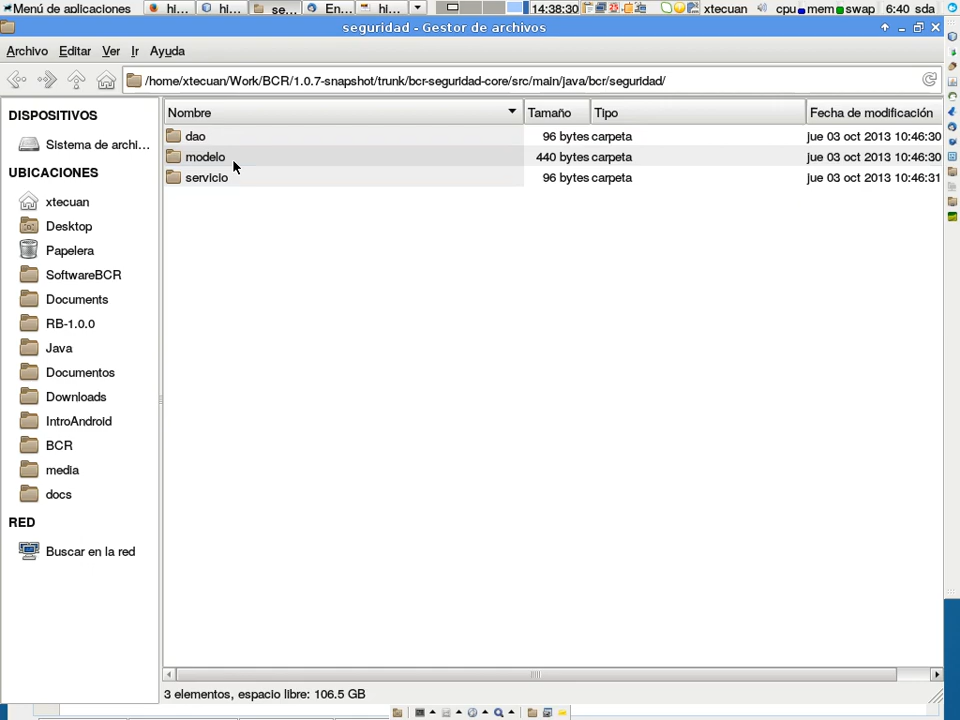 Menú de aplicaciones hl... hl... se... En... hl... 14:38:30 xtecuan cpu mem swap 6:40 sda
seguridad - Gestor de archivos
Archivo Editar Ver Ir Ayuda
/home/xtecuan/Work/BCR/1.0.7-snapshot/trunk/bcr-seguridad-core/src/main/java/bcr/seguridad/
DISPOSITIVOS
Sistema de archi...
UBICACIONES
xtecuan
Desktop
Papelera
SoftwareBCR
Documents
RB-1.0.0
Java
Documentos
Downloads
IntroAndroid
BCR
media
docs
RED
Buscar en la red
Nombre Tamaño Tipo Fecha de modificación
dao 96 bytes carpeta jue 03 oct 2013 10:46:30
modelo 440 bytes carpeta jue 03 oct 2013 10:46:30
servicio 96 bytes carpeta jue 03 oct 2013 10:46:31
3 elementos, espacio libre: 106.5 GB